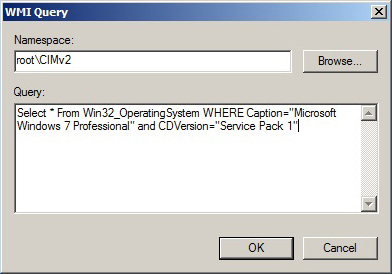 WMI Query
Namespace:
root\CIMv2
Browse...
Query:
Select * From Win32_OperatingSystem WHERE Caption="Microsoft
Windows 7 Professional" and CDVersion="Service Pack 1"
OK
Cancel